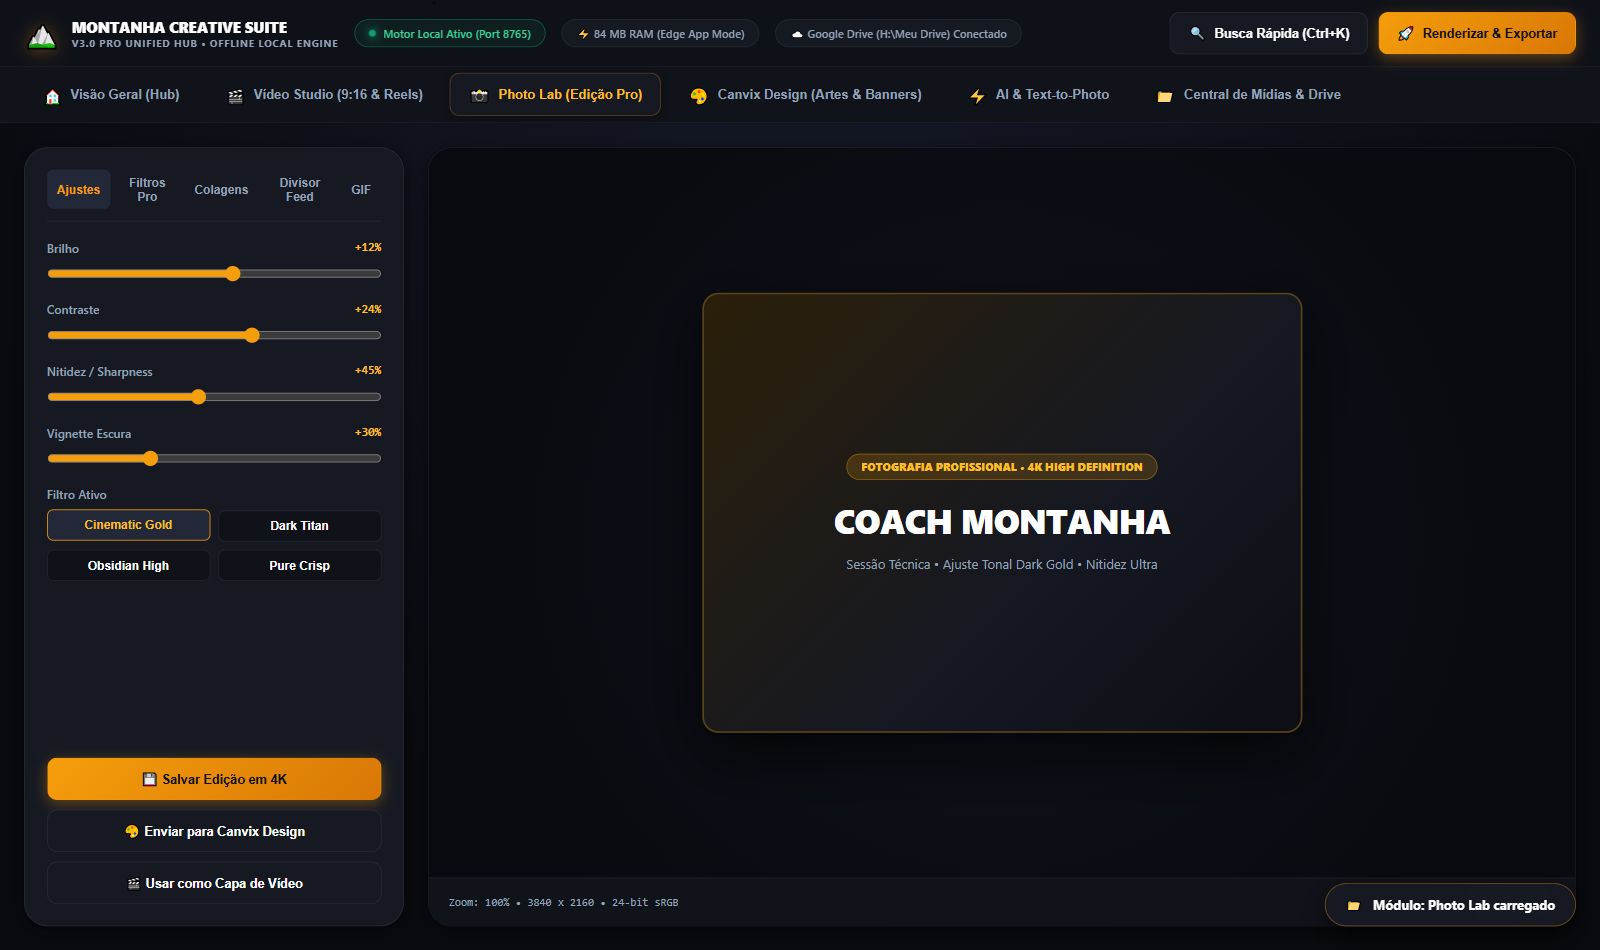 MONTANHA CREATIVE SUITE
V3.0 PRO UNIFIED HUB • OFFLINE LOCAL ENGINE
Motor Local Ativo (Port 8765)
84 MB RAM (Edge App Mode)
Google Drive (H:\Meu Drive) Conectado
Busca Rápida (Ctrl+K)
Renderizar & Exportar
Visão Geral (Hub)
Vídeo Studio (9:16 & Reels)
Photo Lab (Edição Pro)
Canvix Design (Artes & Banners)
AI & Text-to-Photo
Central de Mídias & Drive
Ajustes
Filtros
Pro
Colagens
Divisor
Feed
GIF
Brilho
+12%
Contraste
+24%
Nitidez / Sharpness
+45%
Vignette Escura
+30%
Filtro Ativo
Cinematic Gold
Dark Titan
Obsidian High
Pure Crisp
Salvar Edição em 4K
Enviar para Canvix Design
Usar como Capa de Vídeo
FOTOGRAFIA PROFISSIONAL • 4K HIGH DEFINITION
COACH MONTANHA
Sessão Técnica • Ajuste Tonal Dark Gold • Nitidez Ultra
Zoom: 100% • 3840 x 2160 • 24-bit sRGB
Módulo: Photo Lab carregado